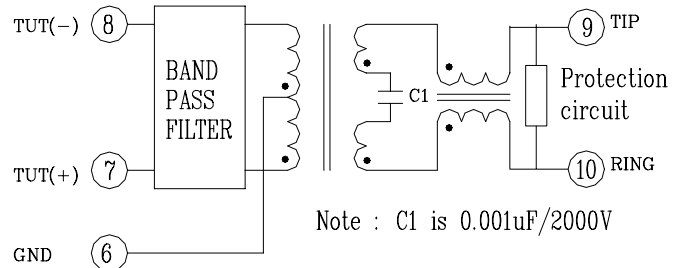 TUT(-) 8
BAND
PASS
FILTER
TUT(+) 7
GND 6
C1
9 TIP
Protection
circuit
10 RING
Note : C1 is 0.001uF/2000V